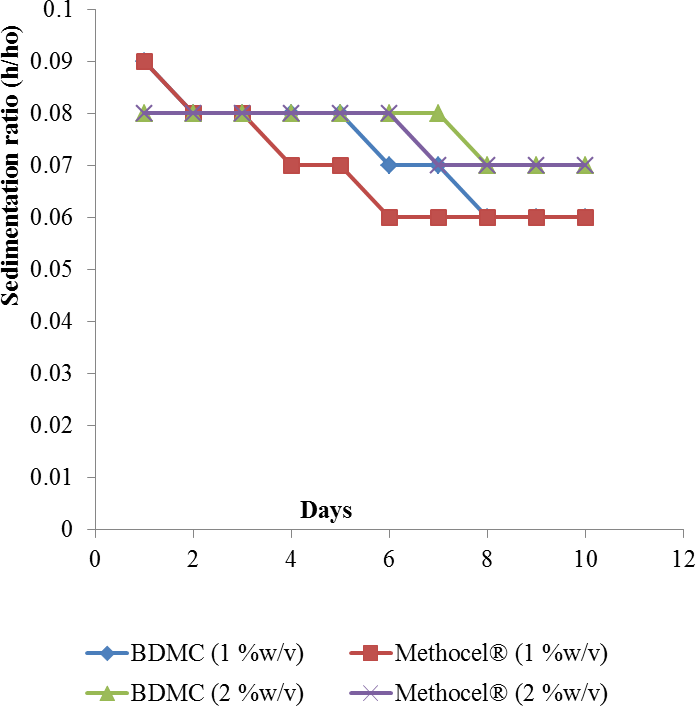 Sedimentation ratio (h/ho)
0.1
0.09
0.08
0.07
0.06
0.05
0.04
0.03
0.02
0.01
0
Days
0 2 4 6 8 10 12
BDMC (1 %w/v) Methocel® (1 %w/v)
BDMC (2 %w/v) Methocel® (2 %w/v)